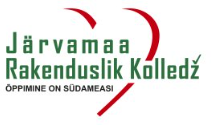 Järvamaa
Rakenduslik Kolledž
ÕPPIMINE ON SÜDAMEASI